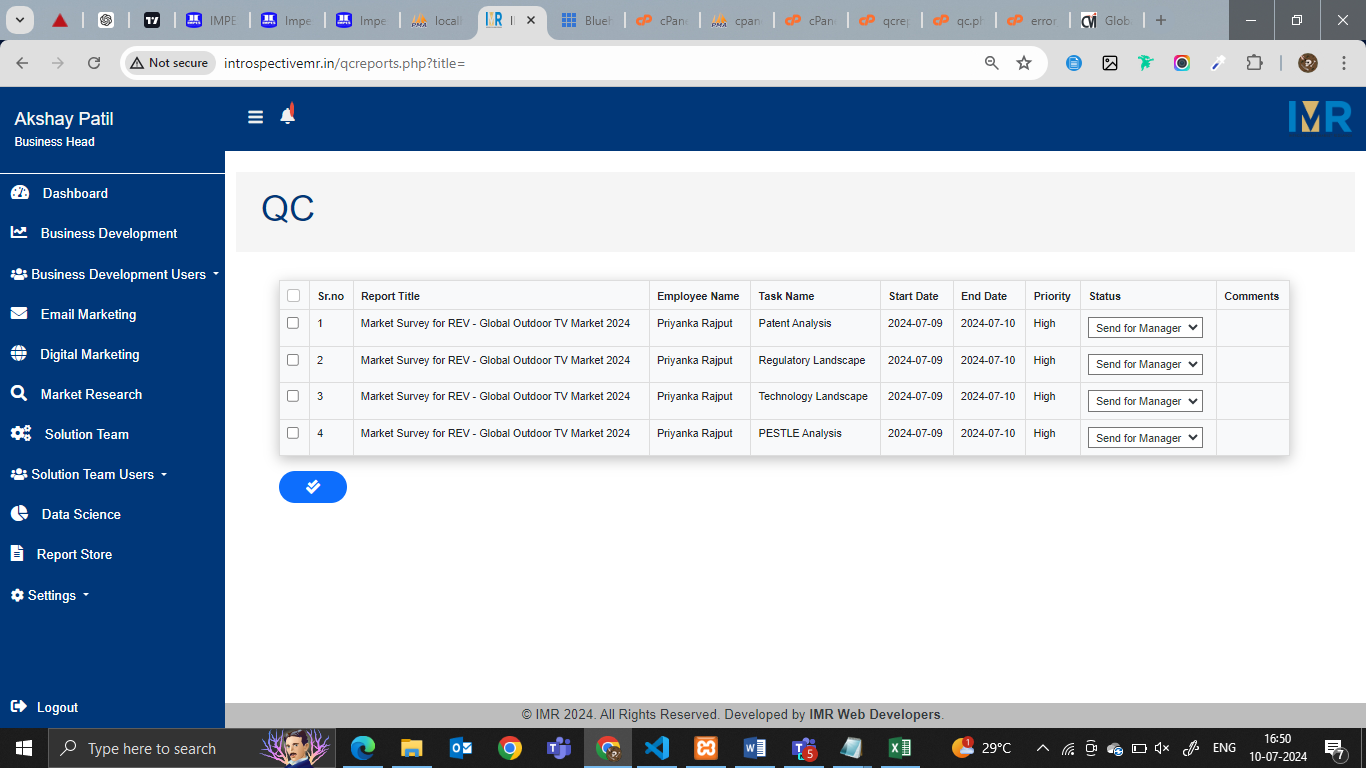 IMPE
Impe
Impe
locall
Blueh
cPan
cpan
cPan
qcrep
qc.ph
error
Glob
Not secure
introspectivemr.in/qcreports.php?title=
Akshay Patil
Business Head
IMR
Dashboard
Business Development
Business Development Users
Email Marketing
Digital Marketing
Market Research
Solution Team
Solution Team Users
Data Science
Report Store
Settings
Logout
QC
Sr.no Report Title Employee Name Task Name Start Date End Date Priority Status Comments
1 Market Survey for REV - Global Outdoor TV Market 2024 Priyanka Rajput Patent Analysis 2024-07-09 2024-07-10 High Send for Manager
2 Market Survey for REV - Global Outdoor TV Market 2024 Priyanka Rajput Regulatory Landscape 2024-07-09 2024-07-10 High Send for Manager
3 Market Survey for REV - Global Outdoor TV Market 2024 Priyanka Rajput Technology Landscape 2024-07-09 2024-07-10 High Send for Manager
4 Market Survey for REV - Global Outdoor TV Market 2024 Priyanka Rajput PESTLE Analysis 2024-07-09 2024-07-10 High Send for Manager
© IMR 2024. All Rights Reserved. Developed by IMR Web Developers.
Type here to search
5
1
29°C
ENG
16:50
10-07-2024
7